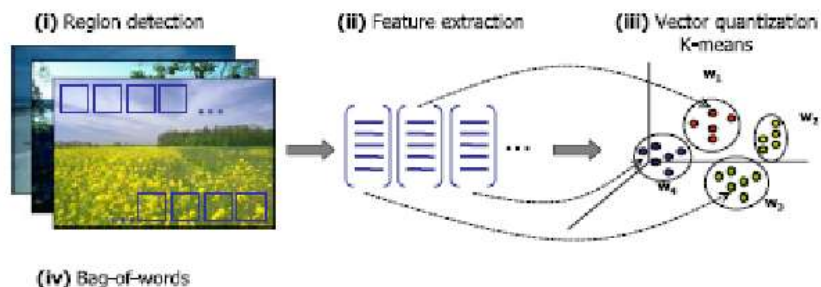 (i) Region detection
(ii) Feature extraction
(iii) Vector quantization
K-means
w1
w2
w4
w3
(iv) Bag-of-words